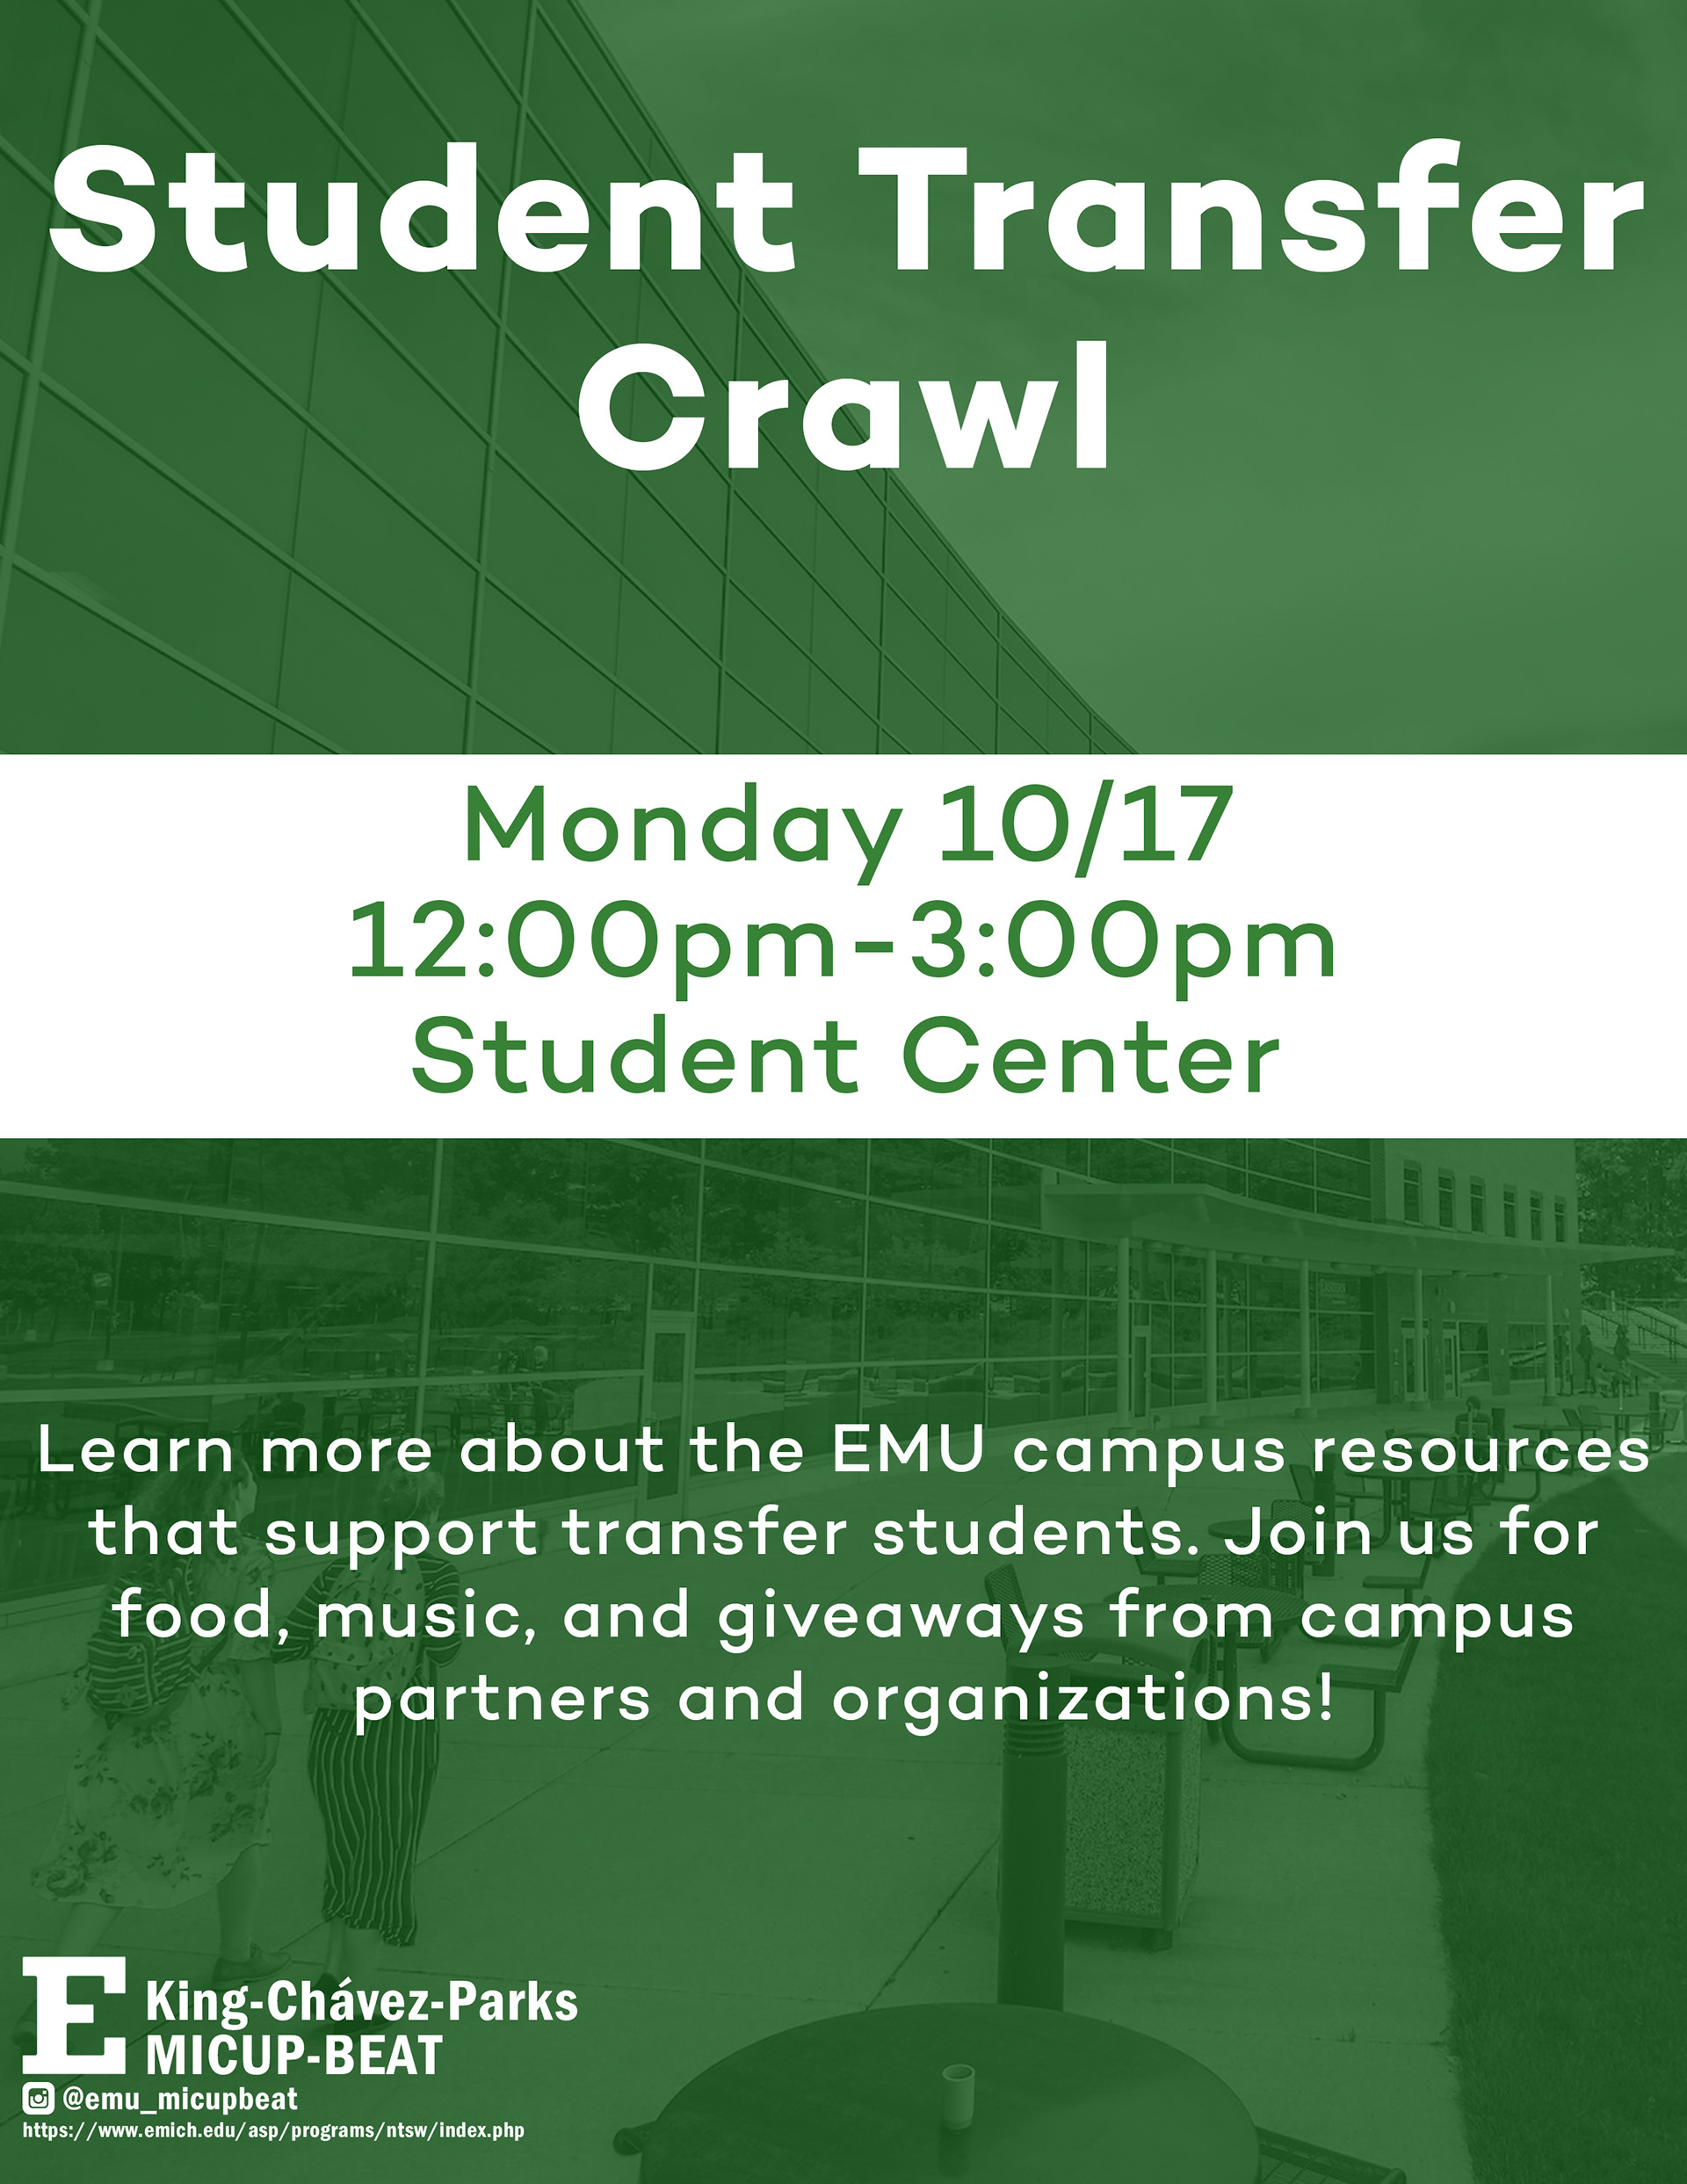 Student Transfer
Crawl
Monday 10/17
12:00pm-3:00pm
Student Center
Learn more about the EMU campus resources
that support transfer students. Join us for
food, music, and giveaways from campus
partners and organizations!
E
King-Chávez-Parks
MICUP-BEAT
@emu_micupbeat
https://www.emich.edu/asp/programs/ntsw/index.php